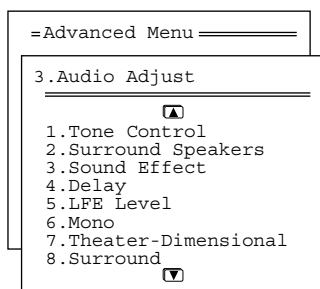 Advanced Menu
3.Audio Adjust
1.Tone Control
2.Surround Speakers
3.Sound Effect
4.Delay
5.LFE Level
6.Mono
7.Theater-Dimensional
8.Surround